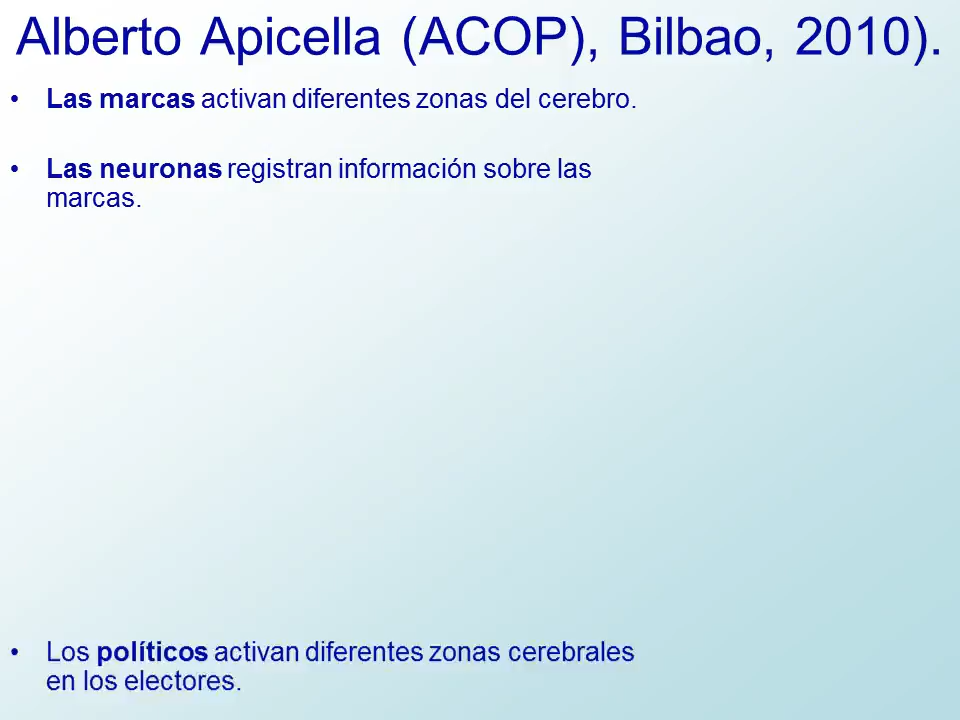 Alberto Apicella (ACOP), Bilbao, 2010).
• Las marcas activan diferentes zonas del cerebro.
• Las neuronas registran información sobre las
marcas.
• Los políticos activan diferentes zonas cerebrales
en los electores.